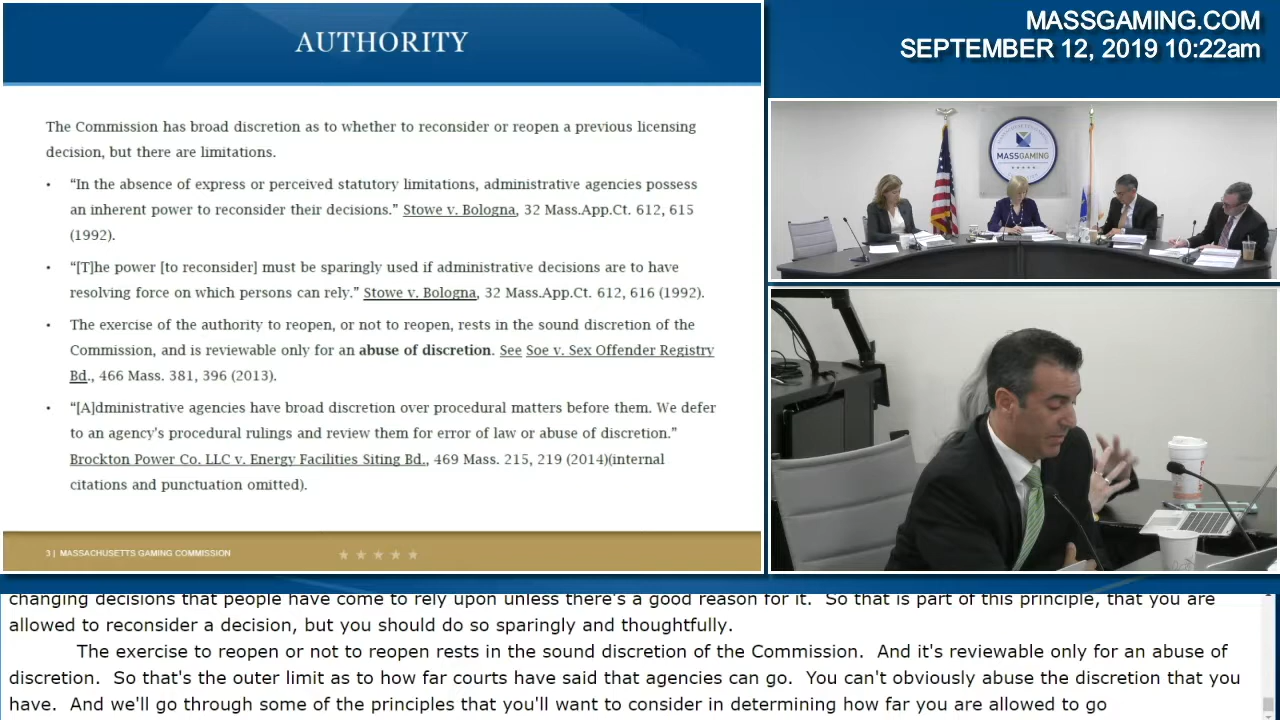 AUTHORITY
The Commission has broad discretion as to whether to reconsider or reopen a previous licensing
decision, but there are limitations.
• “In the absence of express or perceived statutory limitations, administrative agencies possess
an inherent power to reconsider their decisions.” Stowe v. Bologna, 32 Mass.App.Ct. 612, 615
(1992).
• “[T]he power [to reconsider] must be sparingly used if administrative decisions are to have
resolving force on which persons can rely.” Stowe v. Bologna, 32 Mass.App.Ct. 612, 616 (1992).
• The exercise of the authority to reopen, or not to reopen, rests in the sound discretion of the
Commission, and is reviewable only for an abuse of discretion. See Soe v. Sex Offender Registry
Bd., 466 Mass. 381, 396 (2013).
• “[A]dministrative agencies have broad discretion over procedural matters before them. We defer
to an agency’s procedural rulings and review them for error of law or abuse of discretion.”
Brockton Power Co. LLC v. Energy Facilities Siting Bd., 469 Mass. 215, 219 (2014)(internal
citations and punctuation omitted).
3 | MASSACHUSETTS GAMING COMMISSION
MASSGAMING.COM
SEPTEMBER 12, 2019 10:22am
MASSGAMING
changing decisions that people have come to rely upon unless there's a good reason for it. So that is part of this principle, that you are
allowed to reconsider a decision, but you should do so sparingly and thoughtfully.
The exercise to reopen or not to reopen rests in the sound discretion of the Commission. And it's reviewable only for an abuse of
discretion. So that's the outer limit as to how far courts have said that agencies can go. You can't obviously abuse the discretion that you
have. And we'll go through some of the principles that you'll want to consider in determining how far you are allowed to go